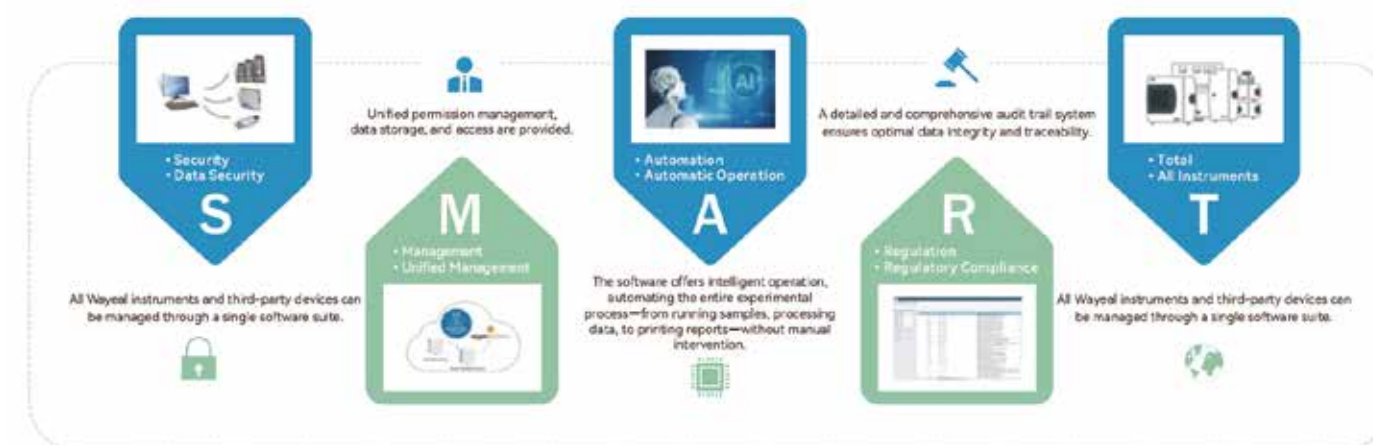 • Security
• Data Security
S
All Wayeal instruments and third-party devices can
be managed through a single software suite.
Unified permission management,
data storage, and access are provided.
M
• Management
• Unified Management
AI
• Automation
• Automatic Operation
A
The software offers intelligent operation,
automating the entire experimental
process—from running samples, processing
data, to printing reports—without manual
intervention.
A detailed and comprehensive audit trail system
ensures optimal data integrity and traceability.
R
• Regulation
• Regulatory Compliance
• Total
• All Instruments
T
All Wayeal instruments and third-party devices can
be managed through a single software suite.